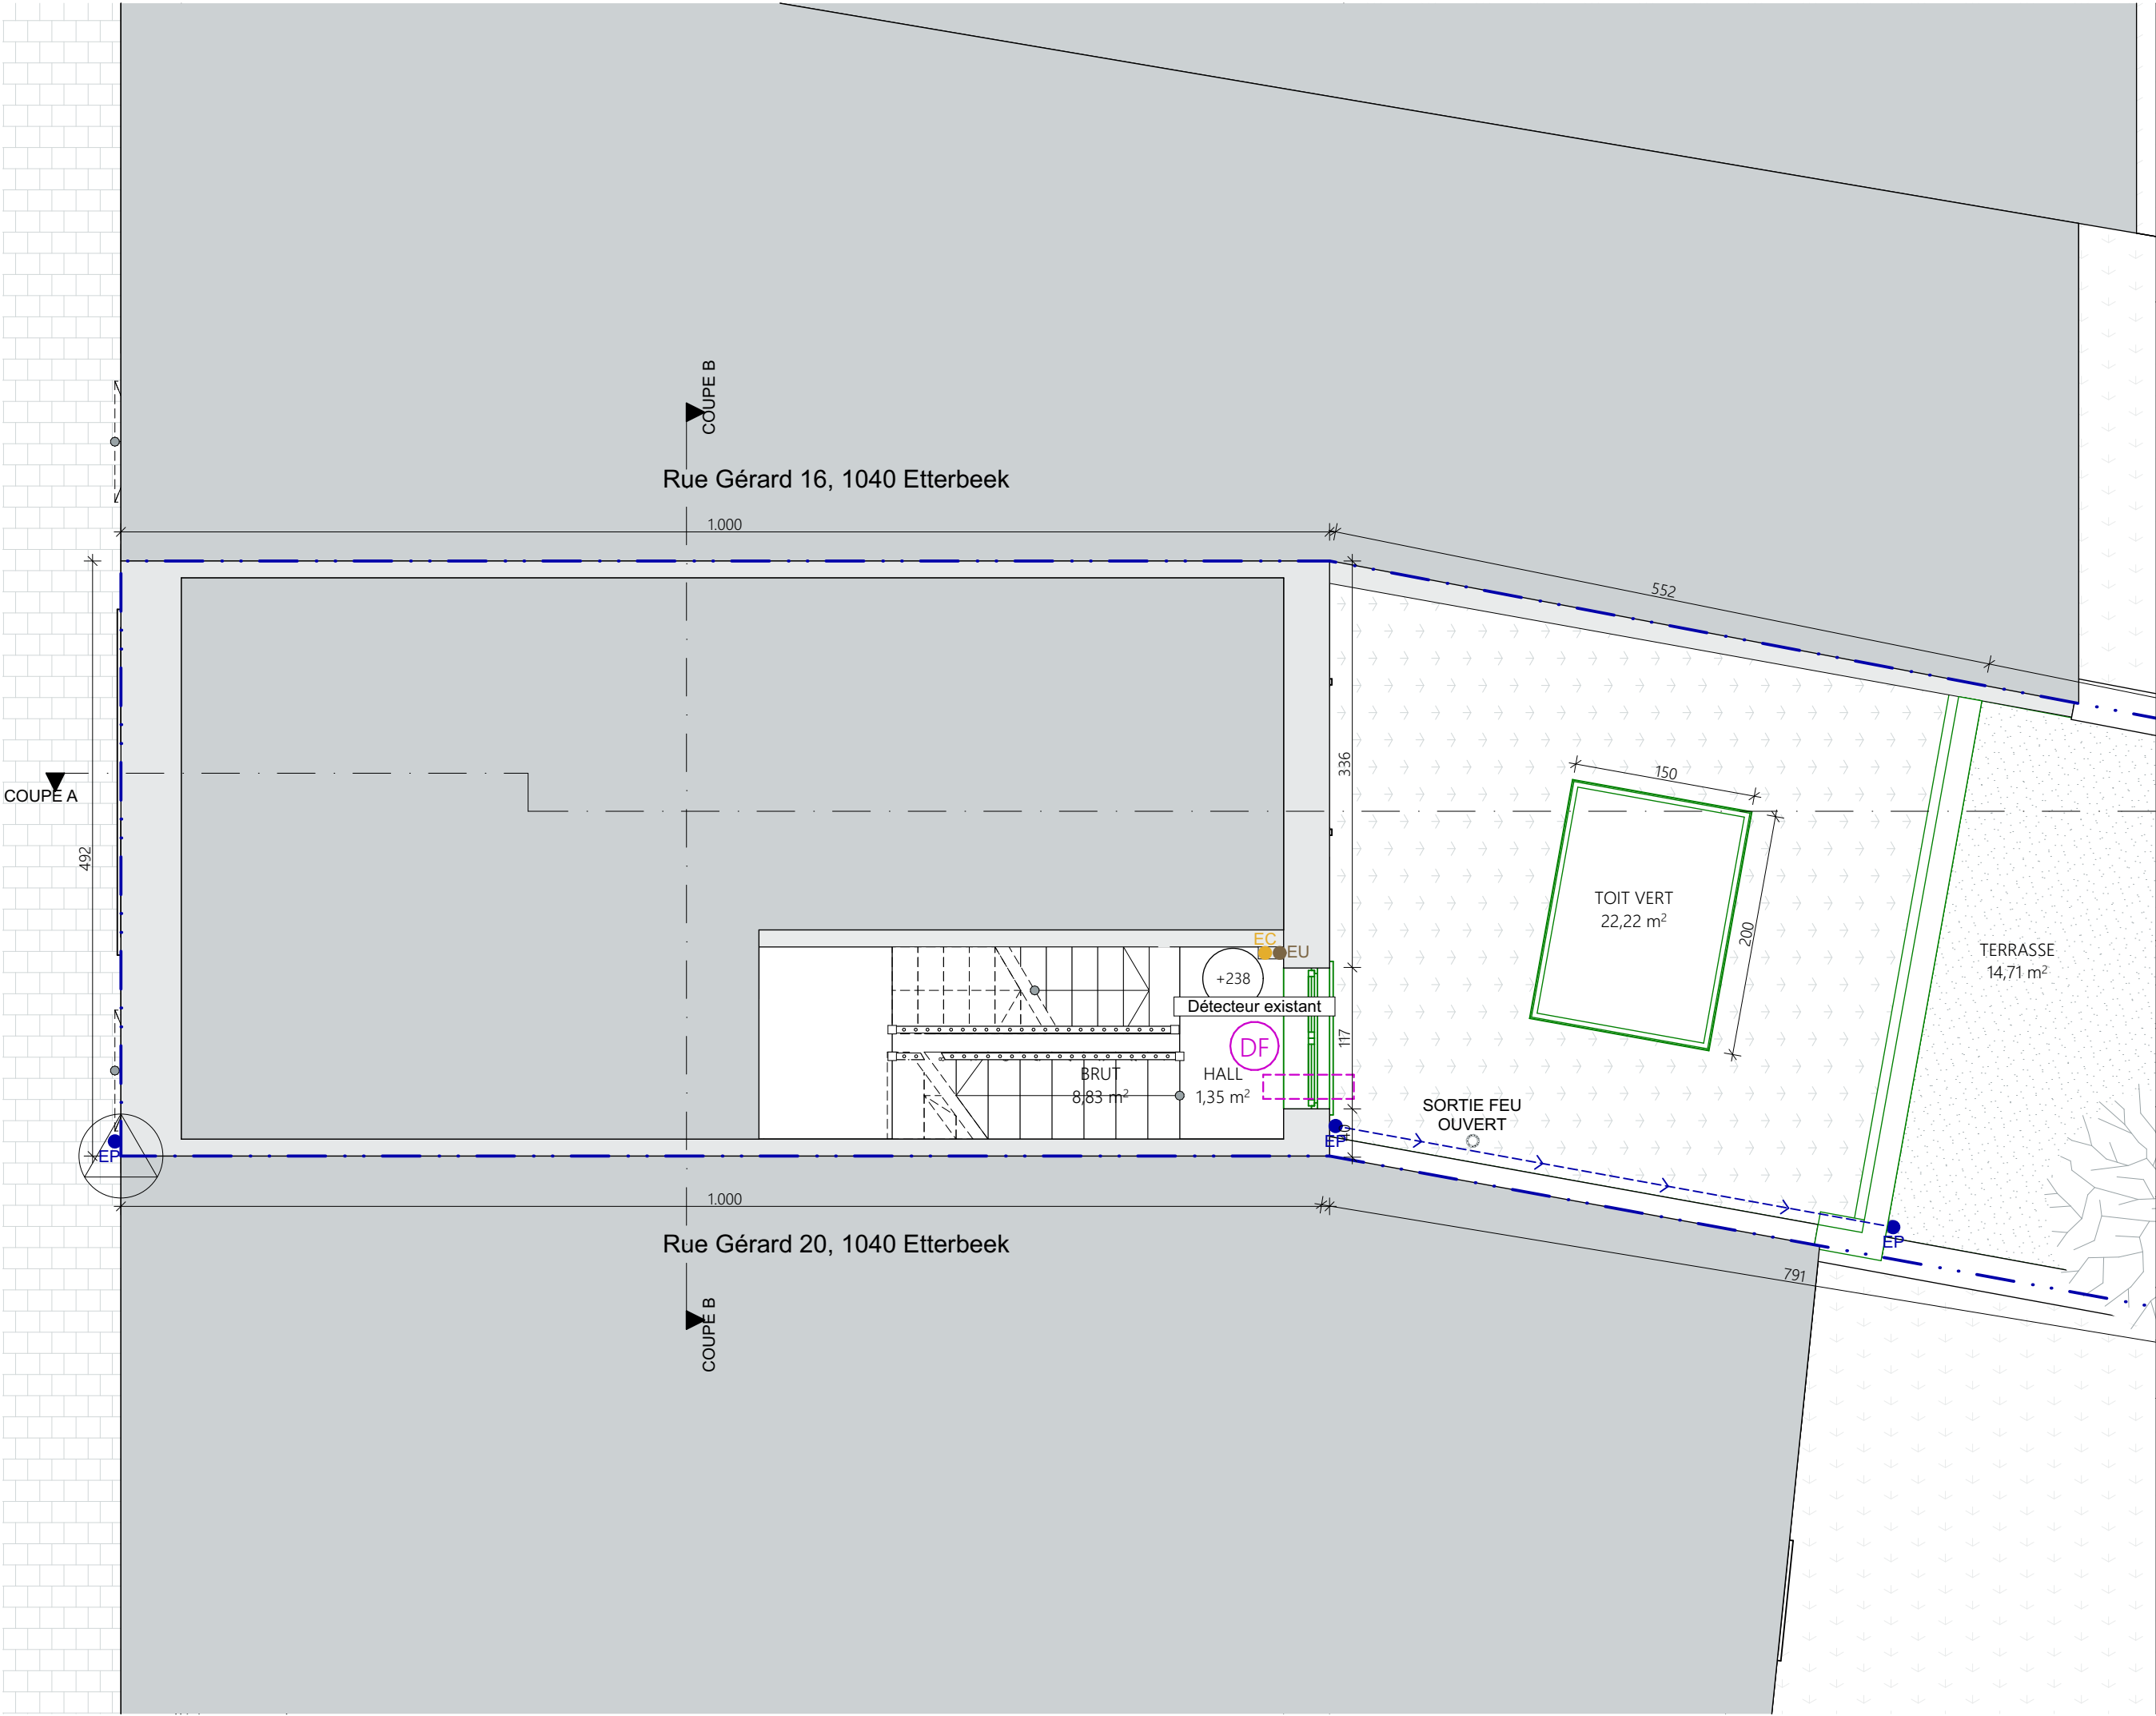 COUPE B
Rue Gérard 16, 1040 Etterbeek
1.000
552
336
150
COUPE A
492
TOIT VERT
22,22 m²
200
TERRASSE
14,71 m²
EC
EU
+238
Détecteur existant
117
DF
BRUT
8,83 m²
HALL
1,35 m²
SORTIE FEU
OUVERT
EP
EP
EP
1.000
Rue Gérard 20, 1040 Etterbeek
791
COUPE B